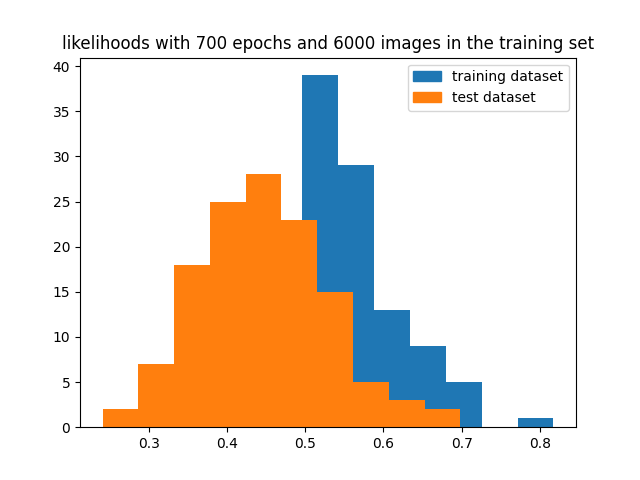 likelihoods with 700 epochs and 6000 images in the training set
40
35
30
25
20
15
10
5
0
training dataset
test dataset
0.3 0.4 0.5 0.6 0.7 0.8